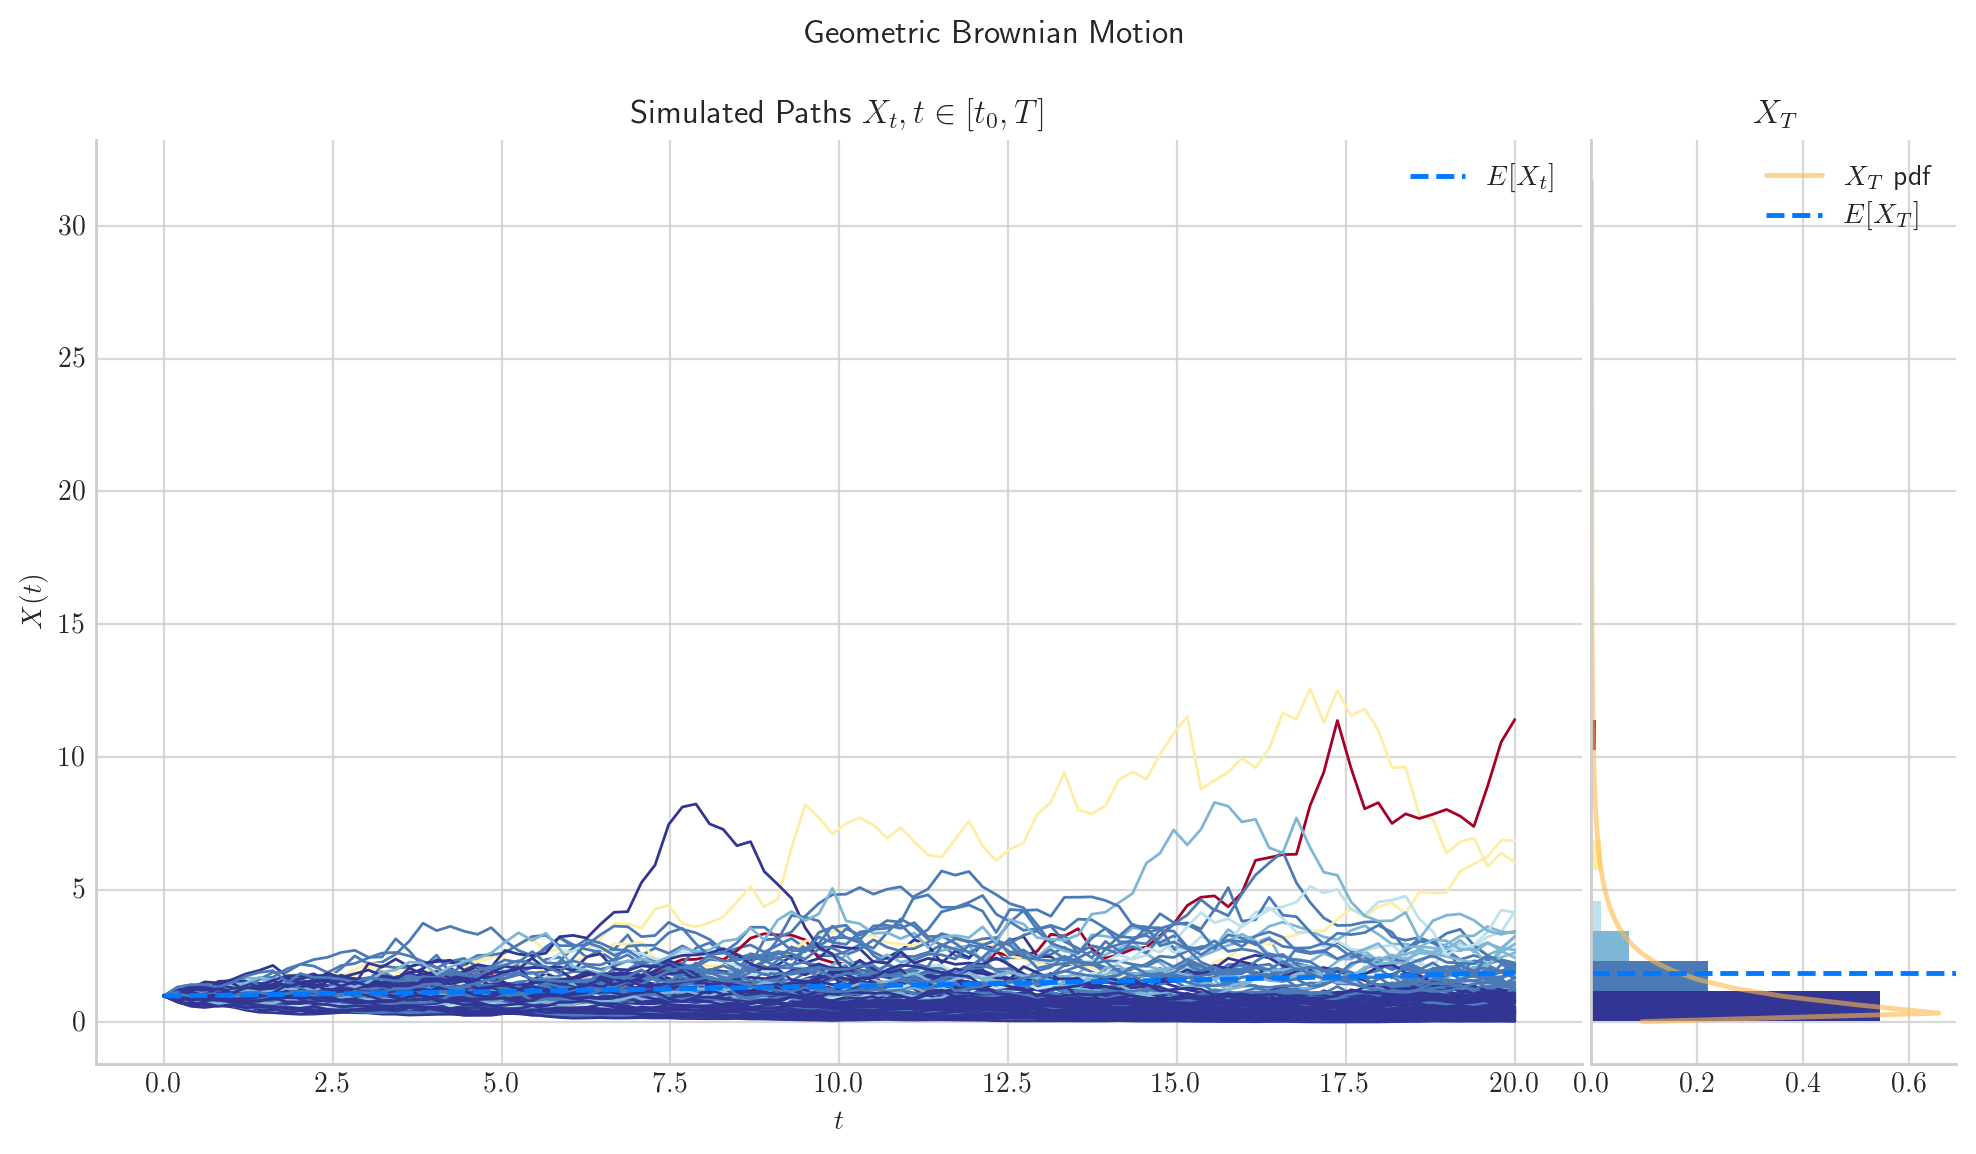 Geometric Brownian Motion
Simulated Paths $X_t, t \in [t_0, T]$
$X_T$
$E[X_t]$
$X_T$ pdf
$E[X_T]$
30
25
20
15
10
5
0
$X(t)$
0.0 2.5 5.0 7.5 10.0 12.5 15.0 17.5 20.0
0.0 0.2 0.4 0.6
$t$